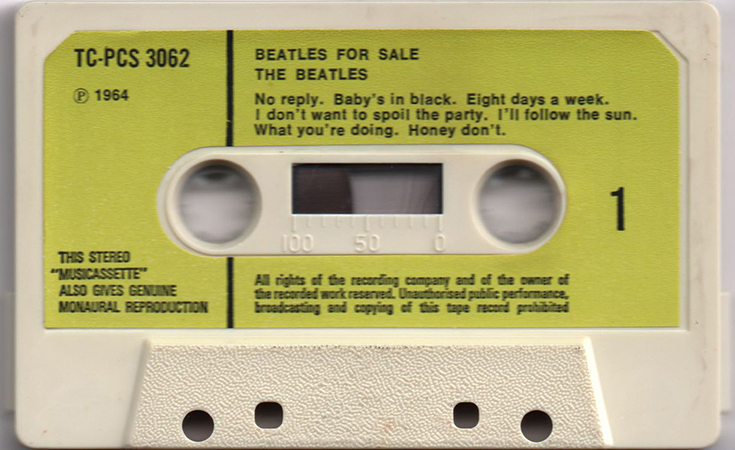 TC-PCS 3062
Ⓟ 1964
BEATLES FOR SALE
THE BEATLES
No reply. Baby's in black. Eight days a week.
I don't want to spoil the party. I'll follow the sun.
What you're doing. Honey don't.
1
100 50 0
THIS STEREO
"MUSICASSETTE"
ALSO GIVES GENUINE
MONAURAL REPRODUCTION
All rights of the recording company and of the owner of
the recorded work reserved. Unauthorised public performance,
broadcasting and copying of this tape record prohibited